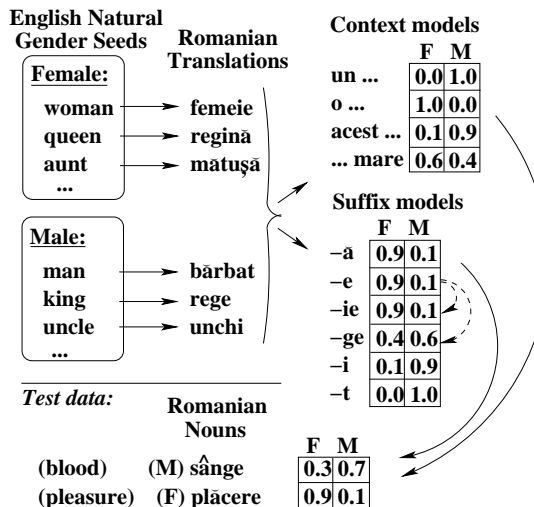 English Natural
Gender Seeds
Female:
woman
queen
aunt
...
Male:
man
king
uncle
...
Romanian
Translations
femeie
regină
mătușă
bărbat
rege
unchi
Context models
F M
un ... 0.0 1.0
o ... 1.0 0.0
acest ... 0.1 0.9
... mare 0.6 0.4
Suffix models
F M
–ă 0.9 0.1
–e 0.9 0.1
–ie 0.9 0.1
–ge 0.4 0.6
–i 0.1 0.9
–t 0.0 1.0
Test data:
Romanian
Nouns
F M
(blood) (M) sânge 0.3 0.7
(pleasure) (F) plăcere 0.9 0.1